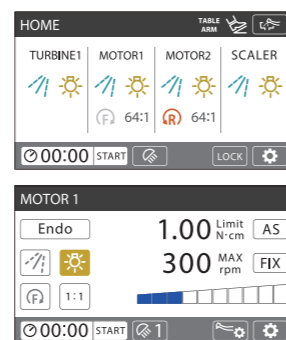 HOME TABLE ARM
TURBINE1 MOTOR1 MOTOR2 SCALER
F 64:1 R 64:1
00:00 START LOCK
MOTOR 1
Endo 1.00 Limit N·cm AS
300 MAX rpm FIX
F 1:1
00:00 START 1